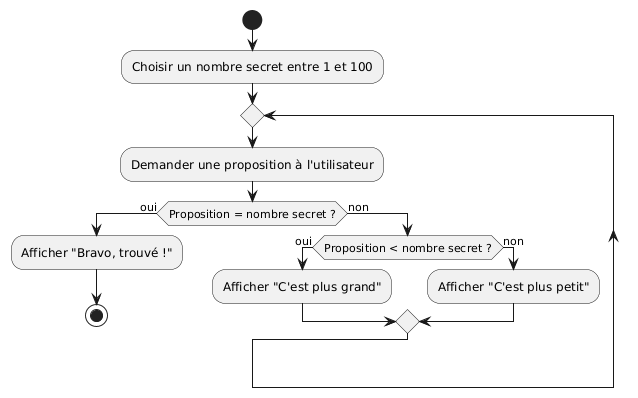 Choisir un nombre secret entre 1 et 100
Demander une proposition à l'utilisateur
oui
Proposition = nombre secret ?
non
Afficher "Bravo, trouvé !"
oui
Proposition < nombre secret ?
non
Afficher "C'est plus grand"
Afficher "C'est plus petit"